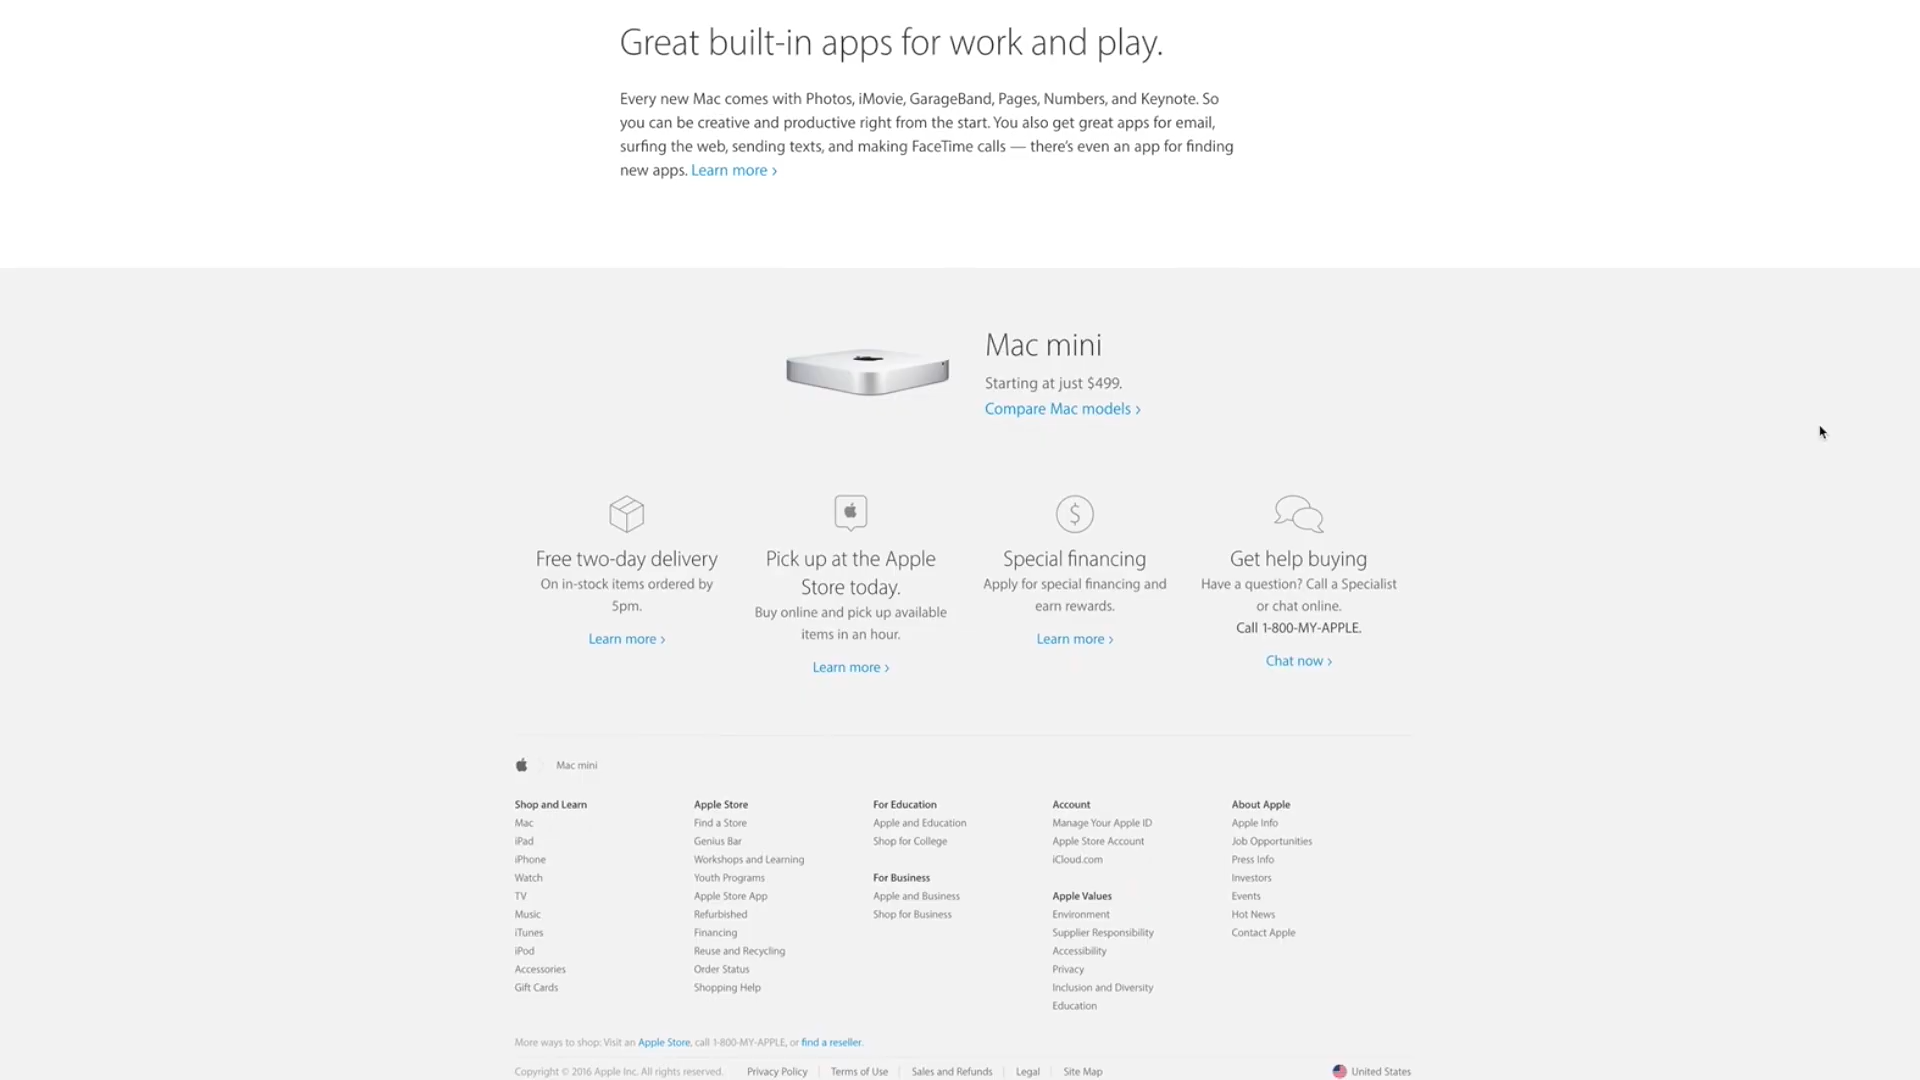 Great built-in apps for work and play.
Every new Mac comes with Photos, iMovie, GarageBand, Pages, Numbers, and Keynote. So
you can be creative and productive right from the start. You also get great apps for email,
surfing the web, sending texts, and making FaceTime calls — there's even an app for finding
new apps. Learn more ›
Mac mini
Starting at just $499.
Compare Mac models ›
Free two-day delivery
On in-stock items ordered by
5pm.
Learn more ›
Pick up at the Apple
Store today.
Buy online and pick up available
items in an hour.
Learn more ›
$
Special financing
Apply for special financing and
earn rewards.
Learn more ›
Get help buying
Have a question? Call a Specialist
or chat online.
Call 1-800-MY-APPLE.
Chat now ›
Mac mini
Shop and Learn
Mac
iPad
iPhone
Watch
TV
Music
iTunes
iPod
Accessories
Gift Cards
Apple Store
Find a Store
Genius Bar
Workshops and Learning
Youth Programs
Apple Store App
Refurbished
Financing
Reuse and Recycling
Order Status
Shopping Help
For Education
Apple and Education
Shop for College
For Business
Apple and Business
Shop for Business
Account
Manage Your Apple ID
Apple Store Account
iCloud.com
Apple Values
Environment
Supplier Responsibility
Accessibility
Privacy
Inclusion and Diversity
Education
About Apple
Apple Info
Job Opportunities
Press Info
Investors
Events
Hot News
Contact Apple
More ways to shop: Visit an Apple Store, call 1-800-MY-APPLE, or find a reseller.
Copyright © 2016 Apple Inc. All rights reserved. Privacy Policy | Terms of Use | Sales and Refunds | Legal | Site Map United States